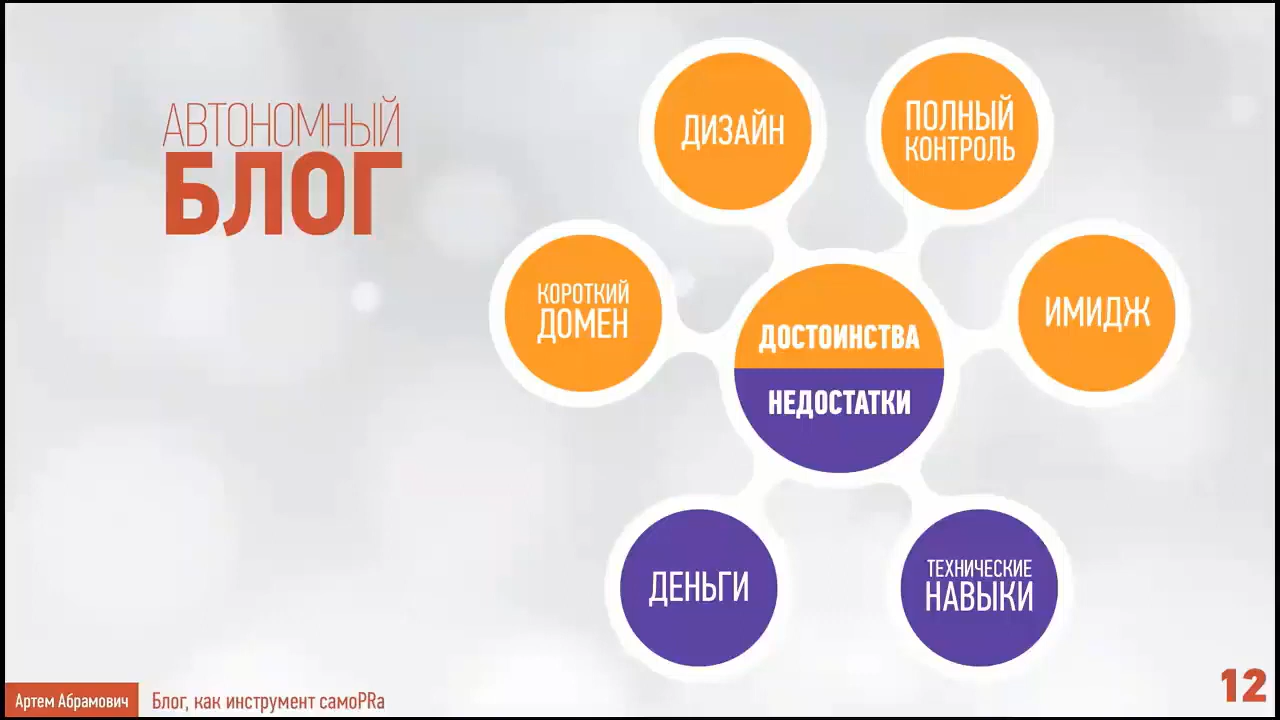 АВТОНОМНЫЙ
БЛОГ
ДИЗАЙН
ПОЛНЫЙ
КОНТРОЛЬ
КОРОТКИЙ
ДОМЕН
ИМИДЖ
ДОСТОИНСТВА
НЕДОСТАТКИ
ДЕНЬГИ
ТЕХНИЧЕСКИЕ
НАВЫКИ
Артем Абрамович
Блог, как инструмент самоPRа
12